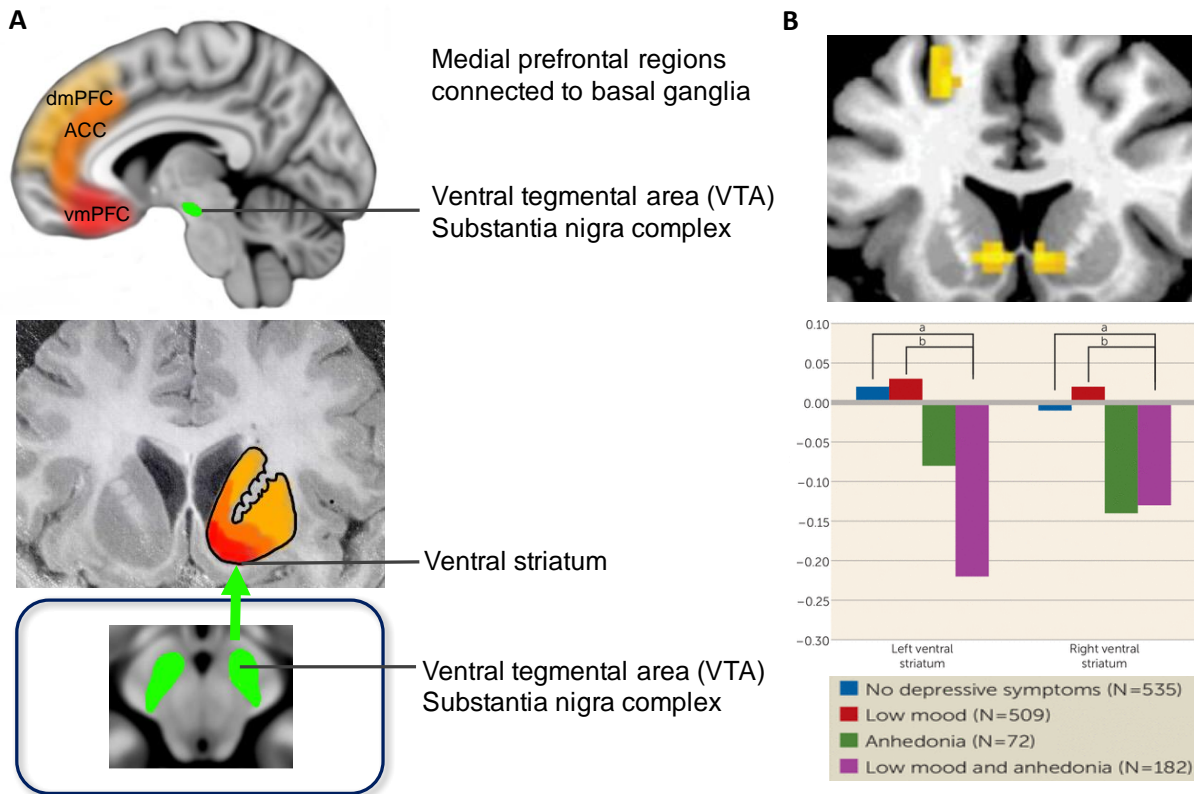 A
dmPFC
ACC
vmPFC
Medial prefrontal regions
connected to basal ganglia
Ventral tegmental area (VTA)
Substantia nigra complex
Ventral striatum
Ventral tegmental area (VTA)
Substantia nigra complex
B
0.10
0.05
0.00
−0.05
−0.10
−0.15
−0.20
−0.25
−0.30
a
b
a
b
Left ventral
striatum
Right ventral
striatum
No depressive symptoms (N=535)
Low mood (N=509)
Anhedonia (N=72)
Low mood and anhedonia (N=182)